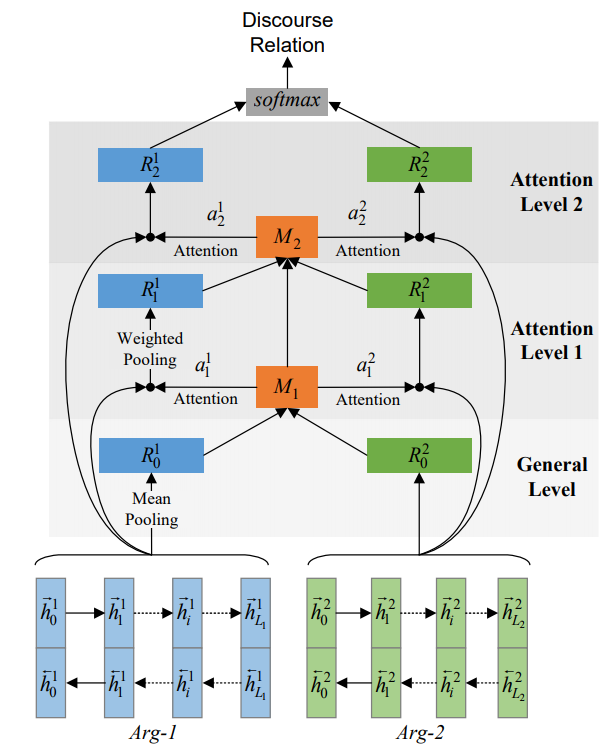 Discourse
Relation
softmax
R_2^1
R_2^2
Attention
Level 2
a_2^1
a_2^2
M_2
Attention
Attention
R_1^1
R_1^2
Weighted
Pooling
Attention
Level 1
a_1^1
a_1^2
M_1
Attention
Attention
R_0^1
R_0^2
General
Level
Mean
Pooling
\vec{h}_0^1 \vec{h}_1^1 \vec{h}_i^1 \vec{h}_{L_1}^1 \vec{h}_0^2 \vec{h}_1^2 \vec{h}_i^2 \vec{h}_{L_2}^2
\overleftarrow{h}_0^1 \overleftarrow{h}_1^1 \overleftarrow{h}_i^1 \overleftarrow{h}_{L_1}^1 \overleftarrow{h}_0^2 \overleftarrow{h}_1^2 \overleftarrow{h}_i^2 \overleftarrow{h}_{L_2}^2
Arg-1
Arg-2